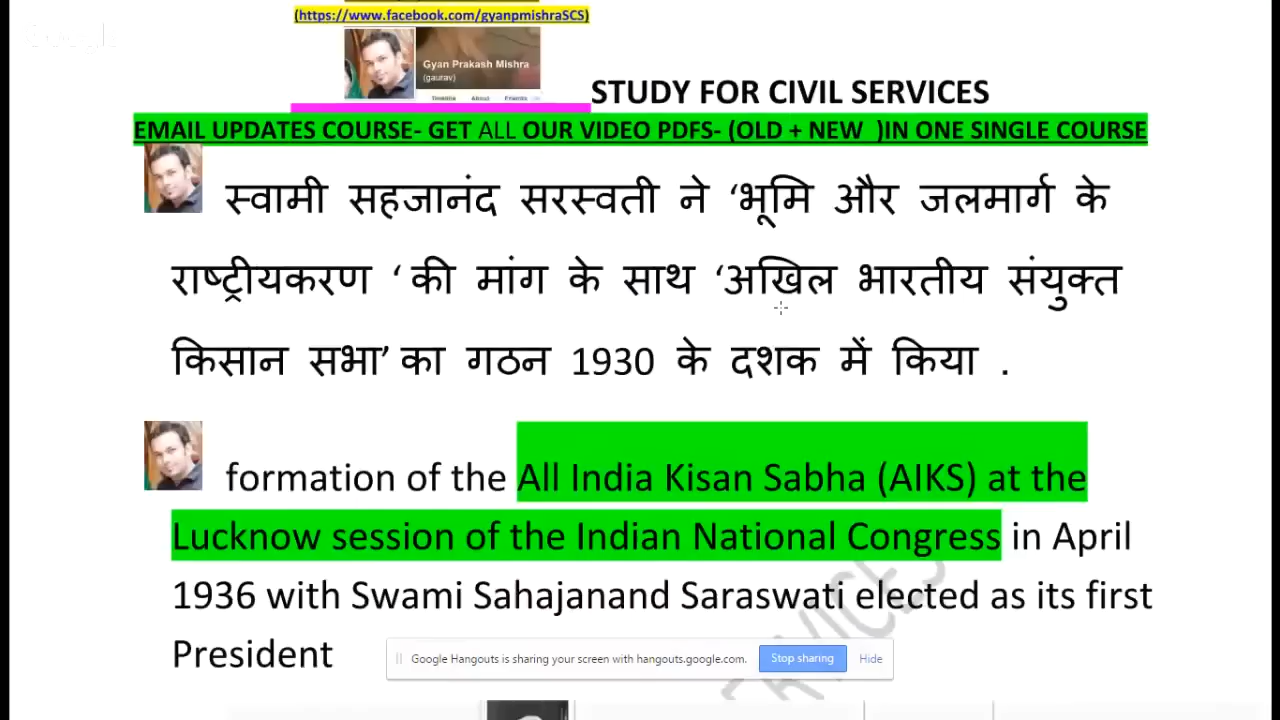 (https://www.facebook.com/gyanpmishraSCS)
Google
Gyan Prakash Mishra
(gaurav)
Timeline About Friends
STUDY FOR CIVIL SERVICES
EMAIL UPDATES COURSE- GET ALL OUR VIDEO PDFS- (OLD + NEW )IN ONE SINGLE COURSE
स्वामी सहजानंद सरस्वती ने ‘भूमि और जलमार्ग के
राष्ट्रीयकरण ‘ की मांग के साथ ‘अखिल भारतीय संयुक्त
किसान सभा’ का गठन 1930 के दशक में किया .
formation of the All India Kisan Sabha (AIKS) at the
Lucknow session of the Indian National Congress in April
1936 with Swami Sahajanand Saraswati elected as its first
President
Google Hangouts is sharing your screen with hangouts.google.com. Stop sharing Hide